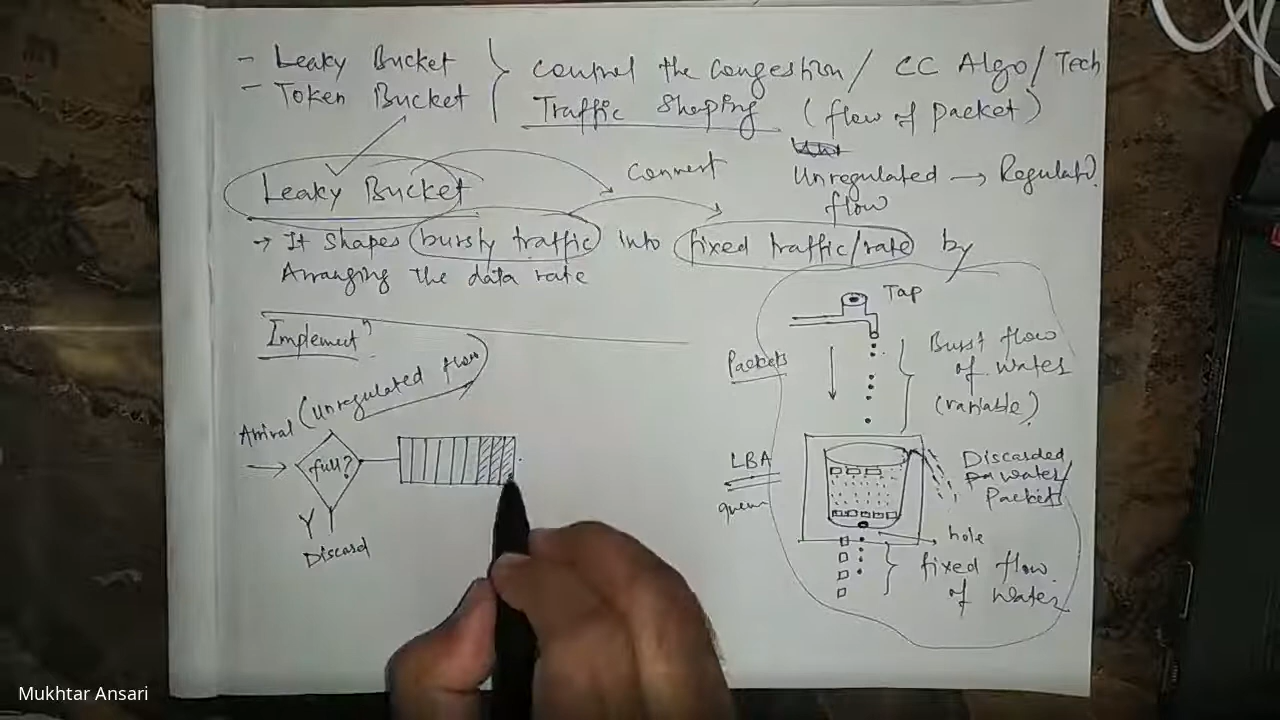 - Leaky Bucket
- Token Bucket
control the congestion / CC Algo / Tech
Traffic Shaping (flow of packet)
Unregulated → Regulated
flow
convert
Leaky Bucket
→ It shapes bursty traffic into fixed traffic/rate by
Arranging the data rate
Implementⁿ
Arrival (unregulated flow)
full?
Y
Discard
Tap
Packets
Burst flow
of water
(variable)
LBA
queue
Discarded
water/
Packets
hole
fixed flow
of water
Mukhtar Ansari